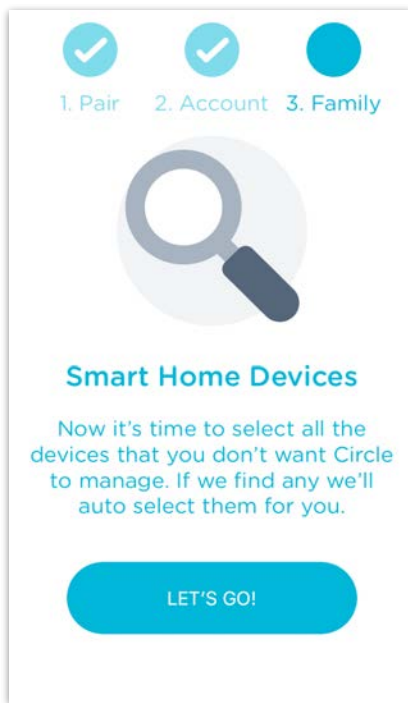 1. Pair
2. Account
3. Family
Smart Home Devices
Now it's time to select all the
devices that you don't want Circle
to manage. If we find any we'll
auto select them for you.
LET'S GO!